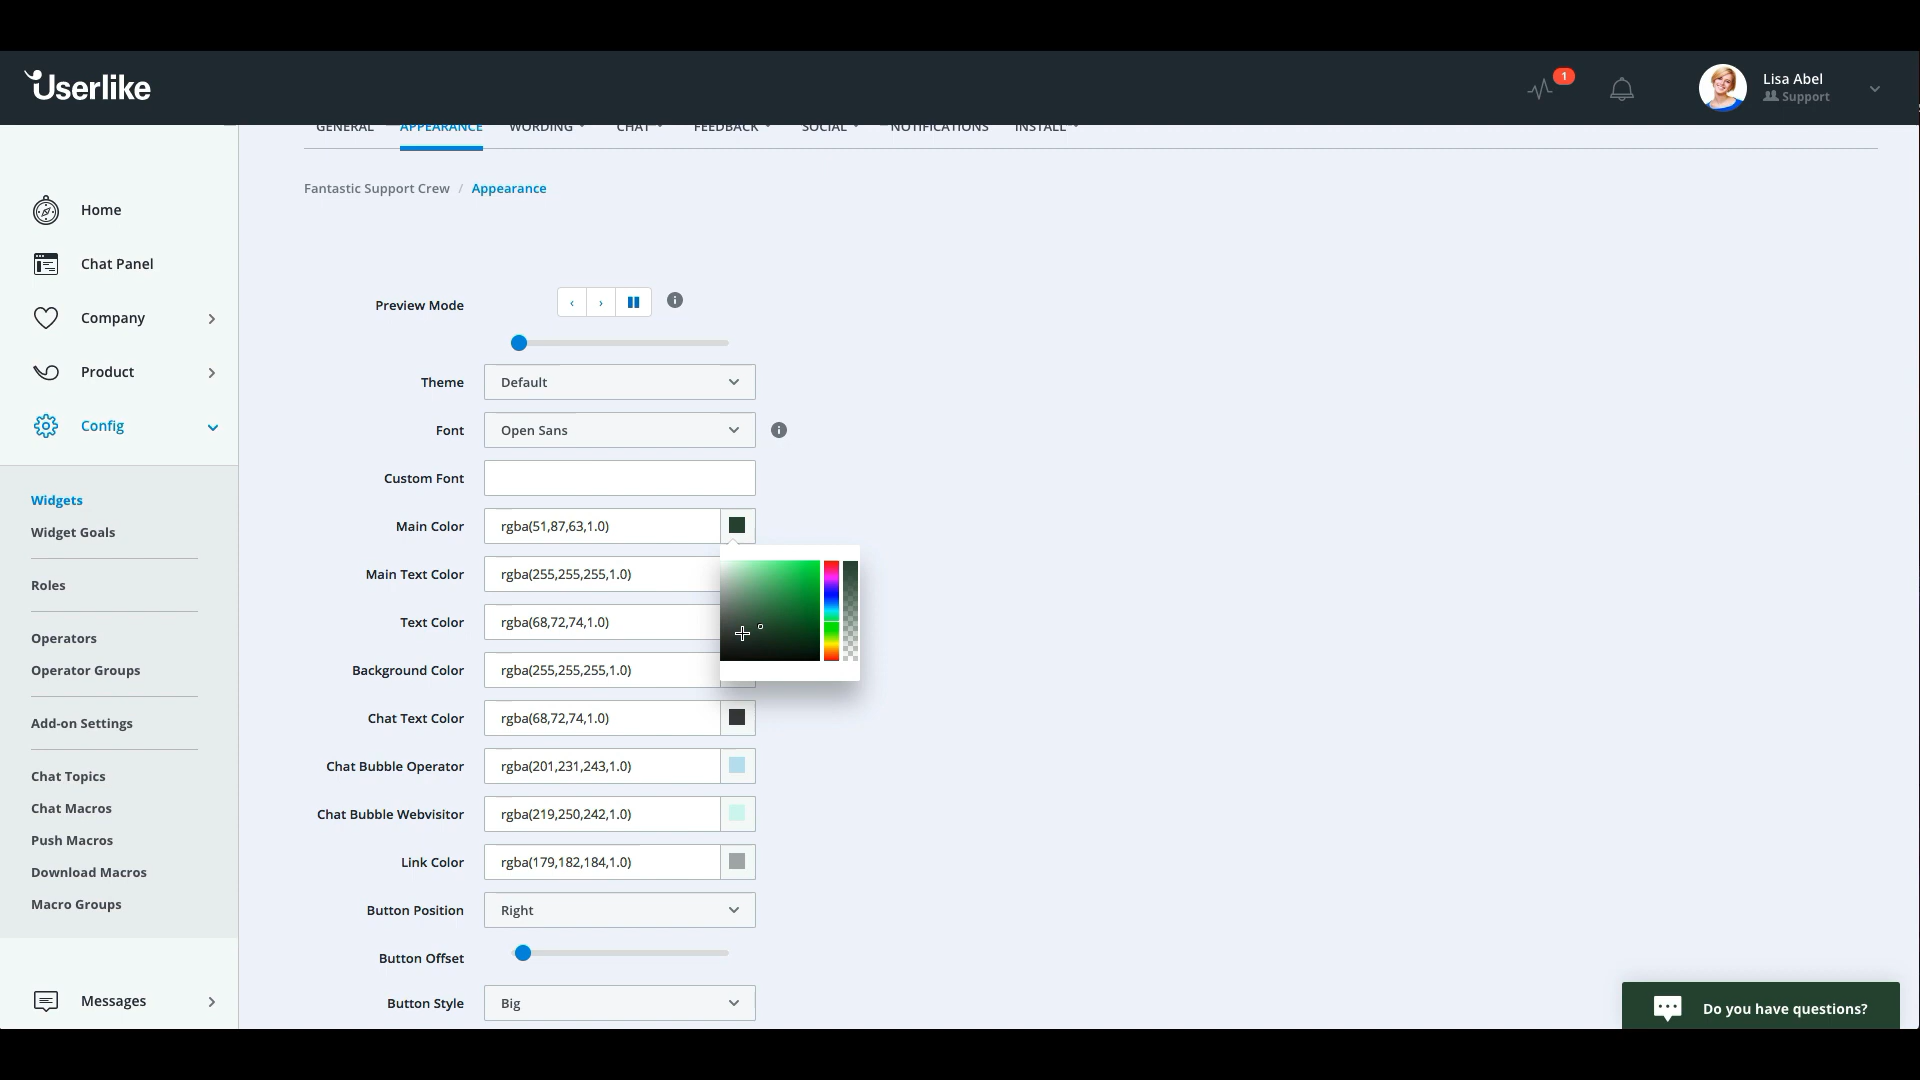 Userlike
1
Lisa Abel
Support
GENERAL APPEARANCE WORDING CHAT FEEDBACK SOCIAL NOTIFICATIONS INSTALL
Fantastic Support Crew / Appearance
Home
Chat Panel
Company
Product
Config
Widgets
Widget Goals
Roles
Operators
Operator Groups
Add-on Settings
Chat Topics
Chat Macros
Push Macros
Download Macros
Macro Groups
Messages
Preview Mode
Theme Default
Font Open Sans
Custom Font
Main Color rgba(51,87,63,1.0)
Main Text Color rgba(255,255,255,1.0)
Text Color rgba(68,72,74,1.0)
Background Color rgba(255,255,255,1.0)
Chat Text Color rgba(68,72,74,1.0)
Chat Bubble Operator rgba(201,231,243,1.0)
Chat Bubble Webvisitor rgba(219,250,242,1.0)
Link Color rgba(179,182,184,1.0)
Button Position Right
Button Offset
Button Style Big
Do you have questions?